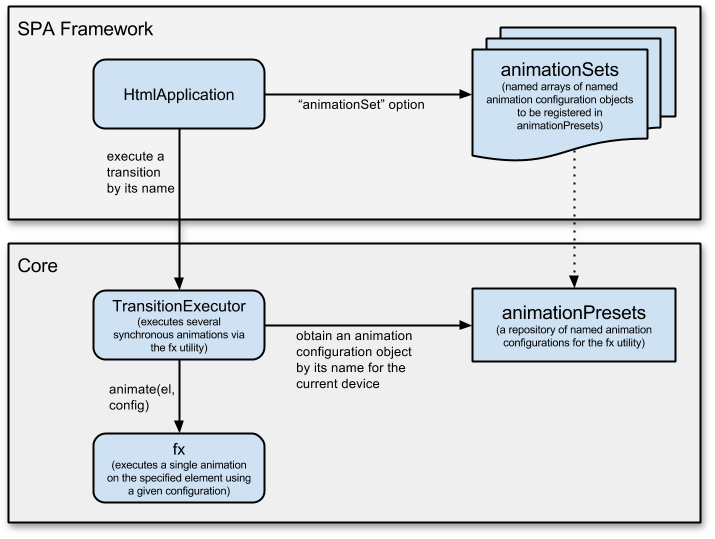 SPA Framework
HtmlApplication
“animationSet” option
animationSets
(named arrays of named
animation configuration objects
to be registered in
animationPresets)
execute a
transition
by its name
Core
TransitionExecutor
(executes several
synchronous animations via
the fx utility)
obtain an animation
configuration object
by its name for the
current device
animationPresets
(a repository of named animation
configurations for the fx utility)
animate(el,
config)
fx
(executes a single animation
on the specified element using
a given configuration)